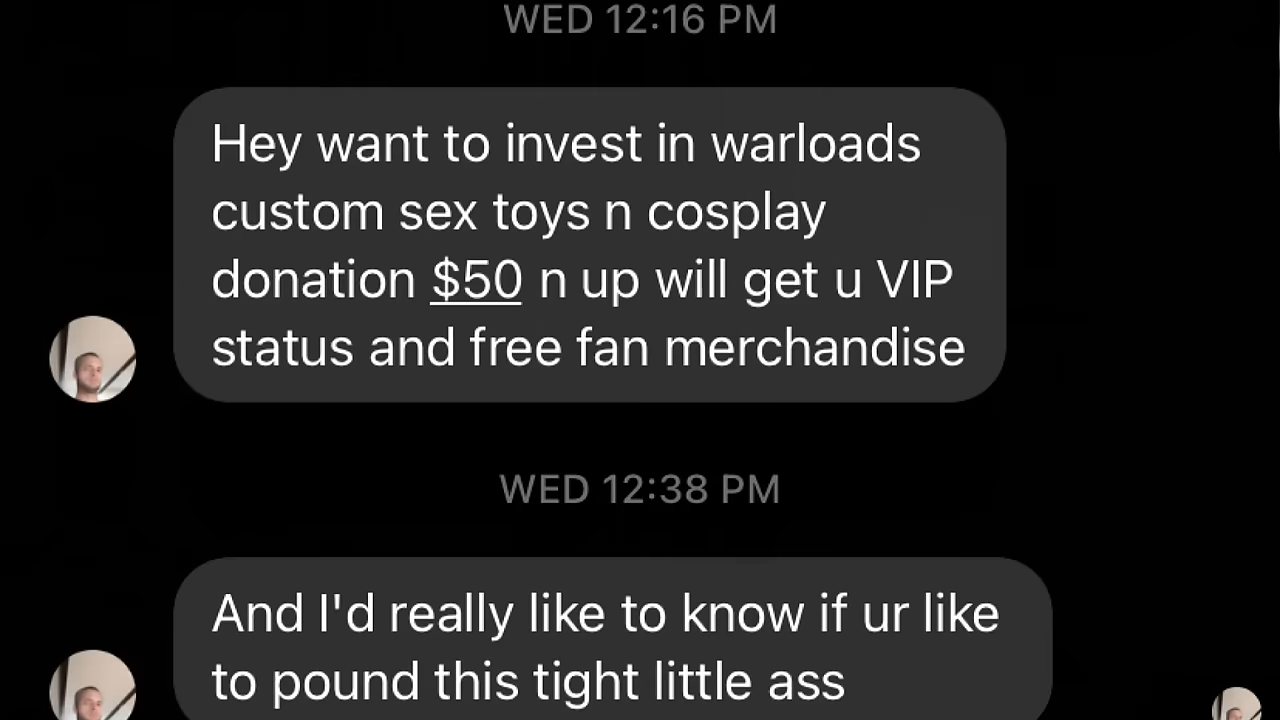 WED 12:16 PM
Hey want to invest in warloads
custom sex toys n cosplay
donation $50 n up will get u VIP
status and free fan merchandise
WED 12:38 PM
And I'd really like to know if ur like
to pound this tight little ass